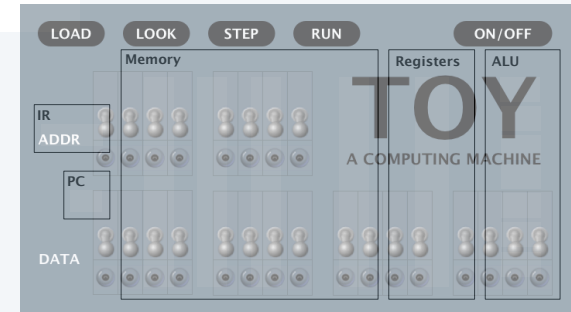 LOAD LOOK STEP RUN ON/OFF
Memory Registers ALU
IR
ADDR
TOY
A COMPUTING MACHINE
PC
DATA